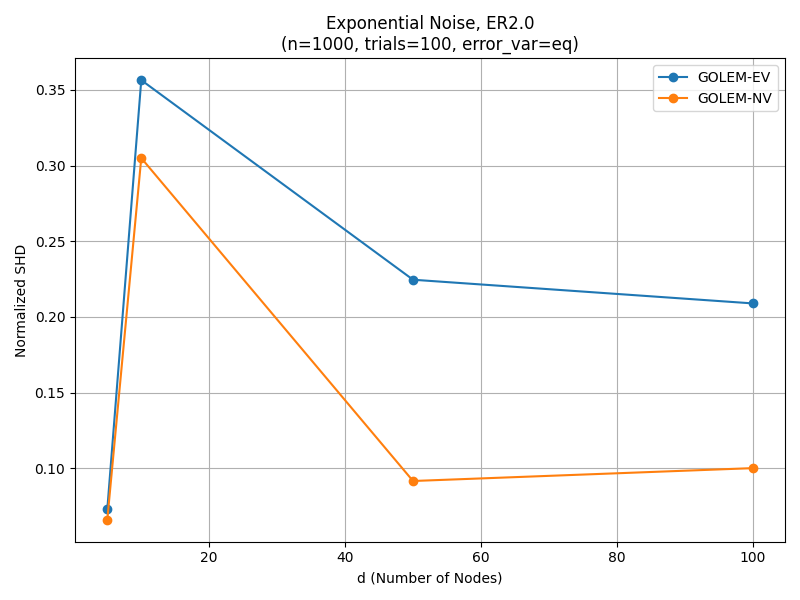 Exponential Noise, ER2.0
(n=1000, trials=100, error_var=eq)
GOLEM-EV
GOLEM-NV
Normalized SHD
0.35
0.30
0.25
0.20
0.15
0.10
20 40 60 80 100
d (Number of Nodes)